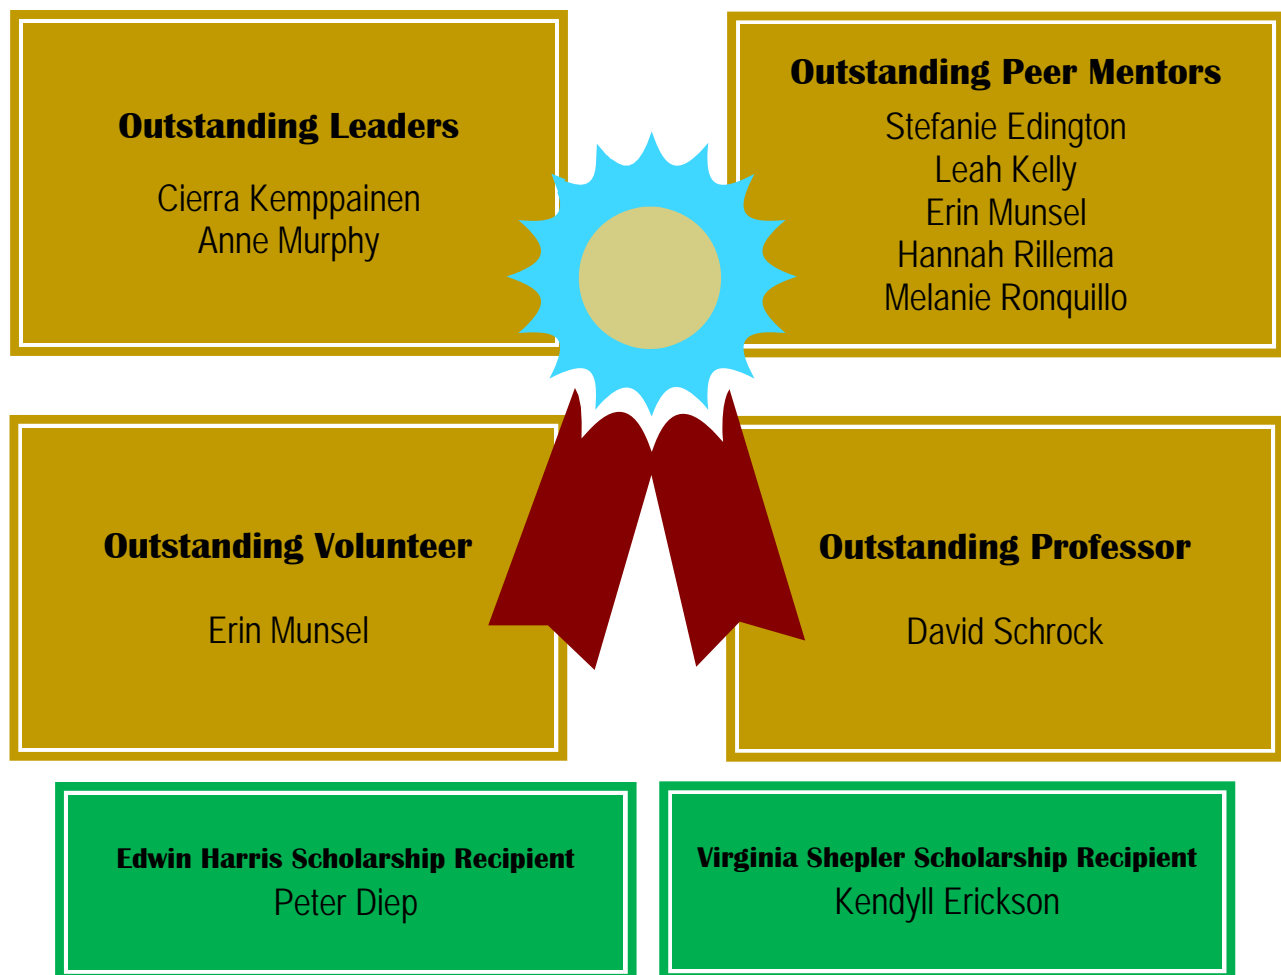 Outstanding Leaders
Cierra Kemppainen
Anne Murphy
Outstanding Peer Mentors
Stefanie Edington
Leah Kelly
Erin Munsel
Hannah Rillema
Melanie Ronquillo
Outstanding Volunteer
Erin Munsel
Outstanding Professor
David Schrock
Edwin Harris Scholarship Recipient
Peter Diep
Virginia Shepler Scholarship Recipient
Kendyll Erickson